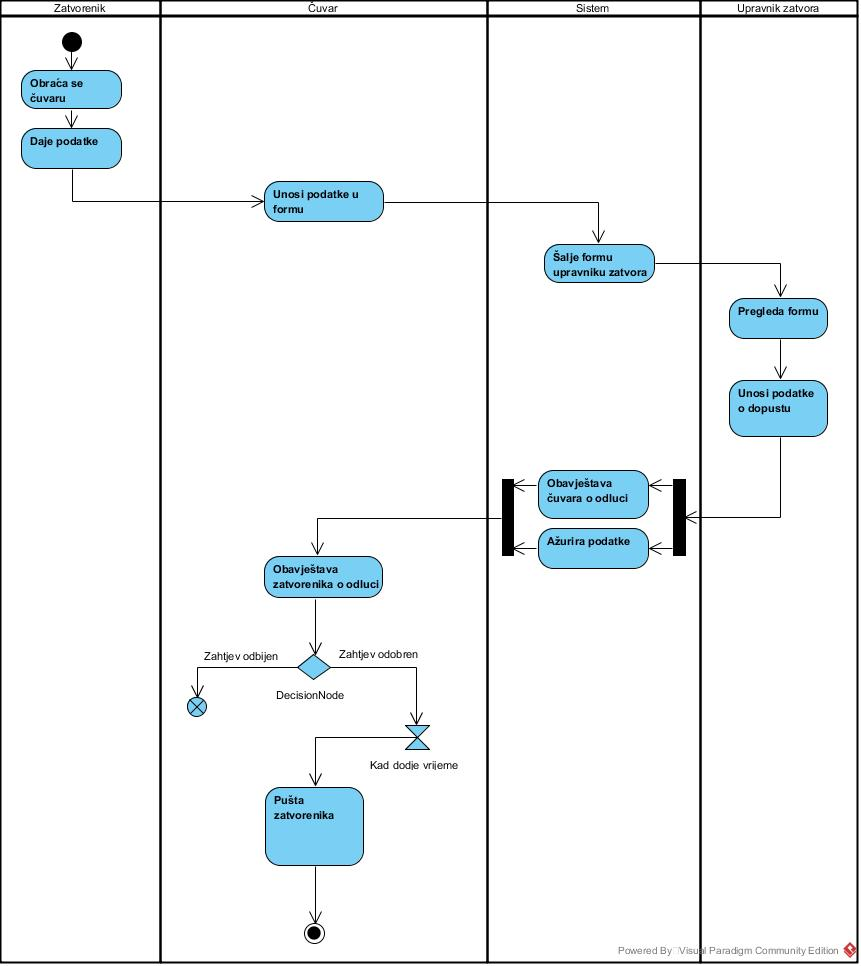 Zatvorenik
Čuvar
Sistem
Upravnik zatvora
Obraća se
čuvaru
Daje podatke
Unosi podatke u
formu
Šalje formu
upravniku zatvora
Pregleda formu
Unosi podatke
o dopustu
Obavještava
čuvara o odluci
Ažurira podatke
Obavještava
zatvorenika o odluci
Zahtjev odbijen
Zahtjev odobren
DecisionNode
Kad dodje vrijeme
Pušta
zatvorenika
Powered By Visual Paradigm Community Edition